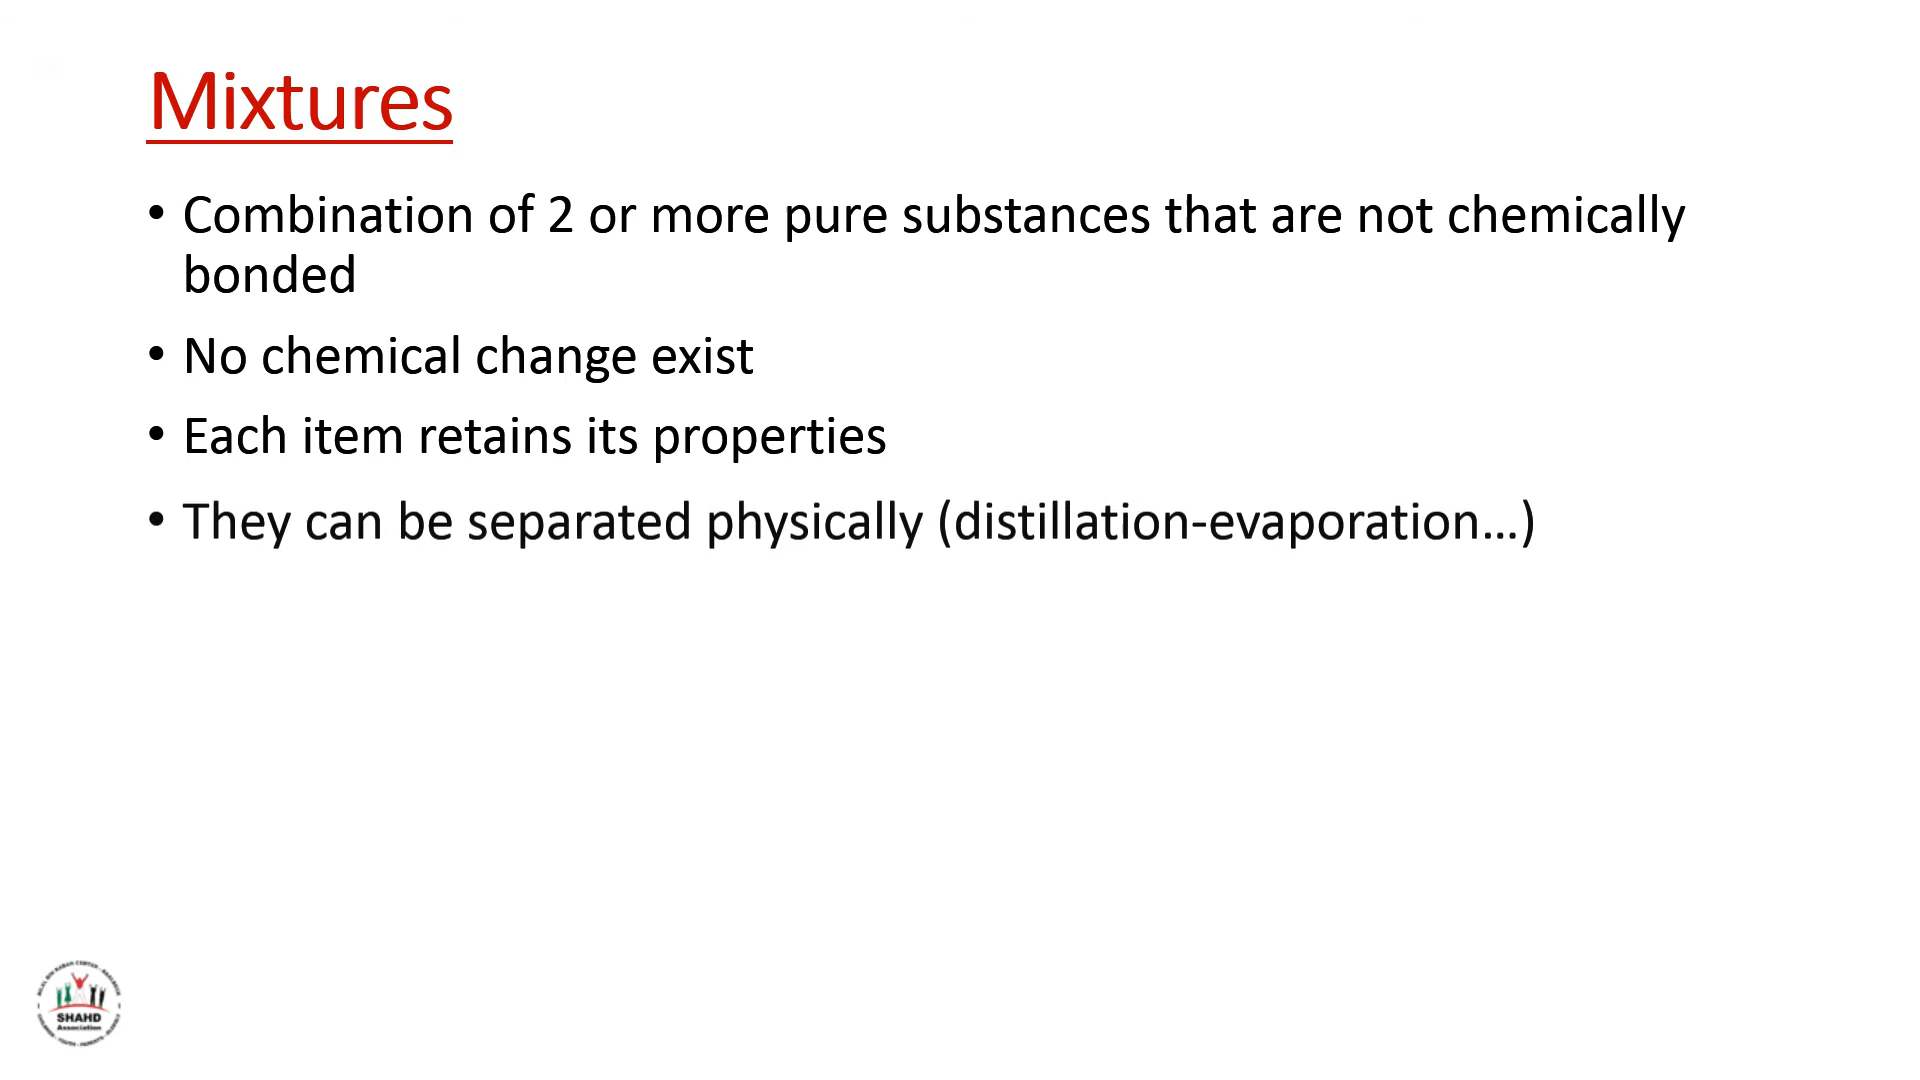 Mixtures
• Combination of 2 or more pure substances that are not chemically
bonded
• No chemical change exist
• Each item retains its properties
• They can be separated physically (distillation-evaporation…)
SHAHD
Association